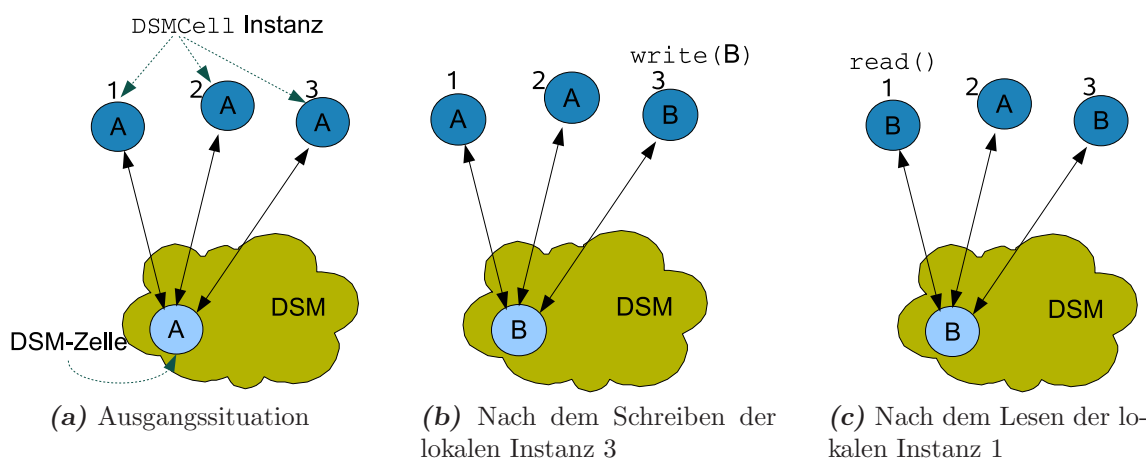 DSMCell Instanz
1
2
3
A
A
A
DSM
A
DSM-Zelle
(a) Ausgangssituation
write(B)
1
2
3
A
A
B
DSM
B
(b) Nach dem Schreiben der
lokalen Instanz 3
read()
1
2
3
B
A
B
DSM
B
(c) Nach dem Lesen der lo-
kalen Instanz 1